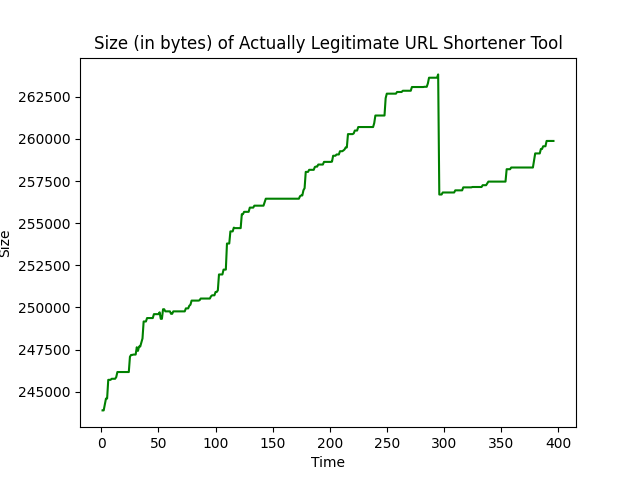 Size (in bytes) of Actually Legitimate URL Shortener Tool
262500
260000
257500
255000
252500
250000
247500
245000
Size
0 50 100 150 200 250 300 350 400
Time